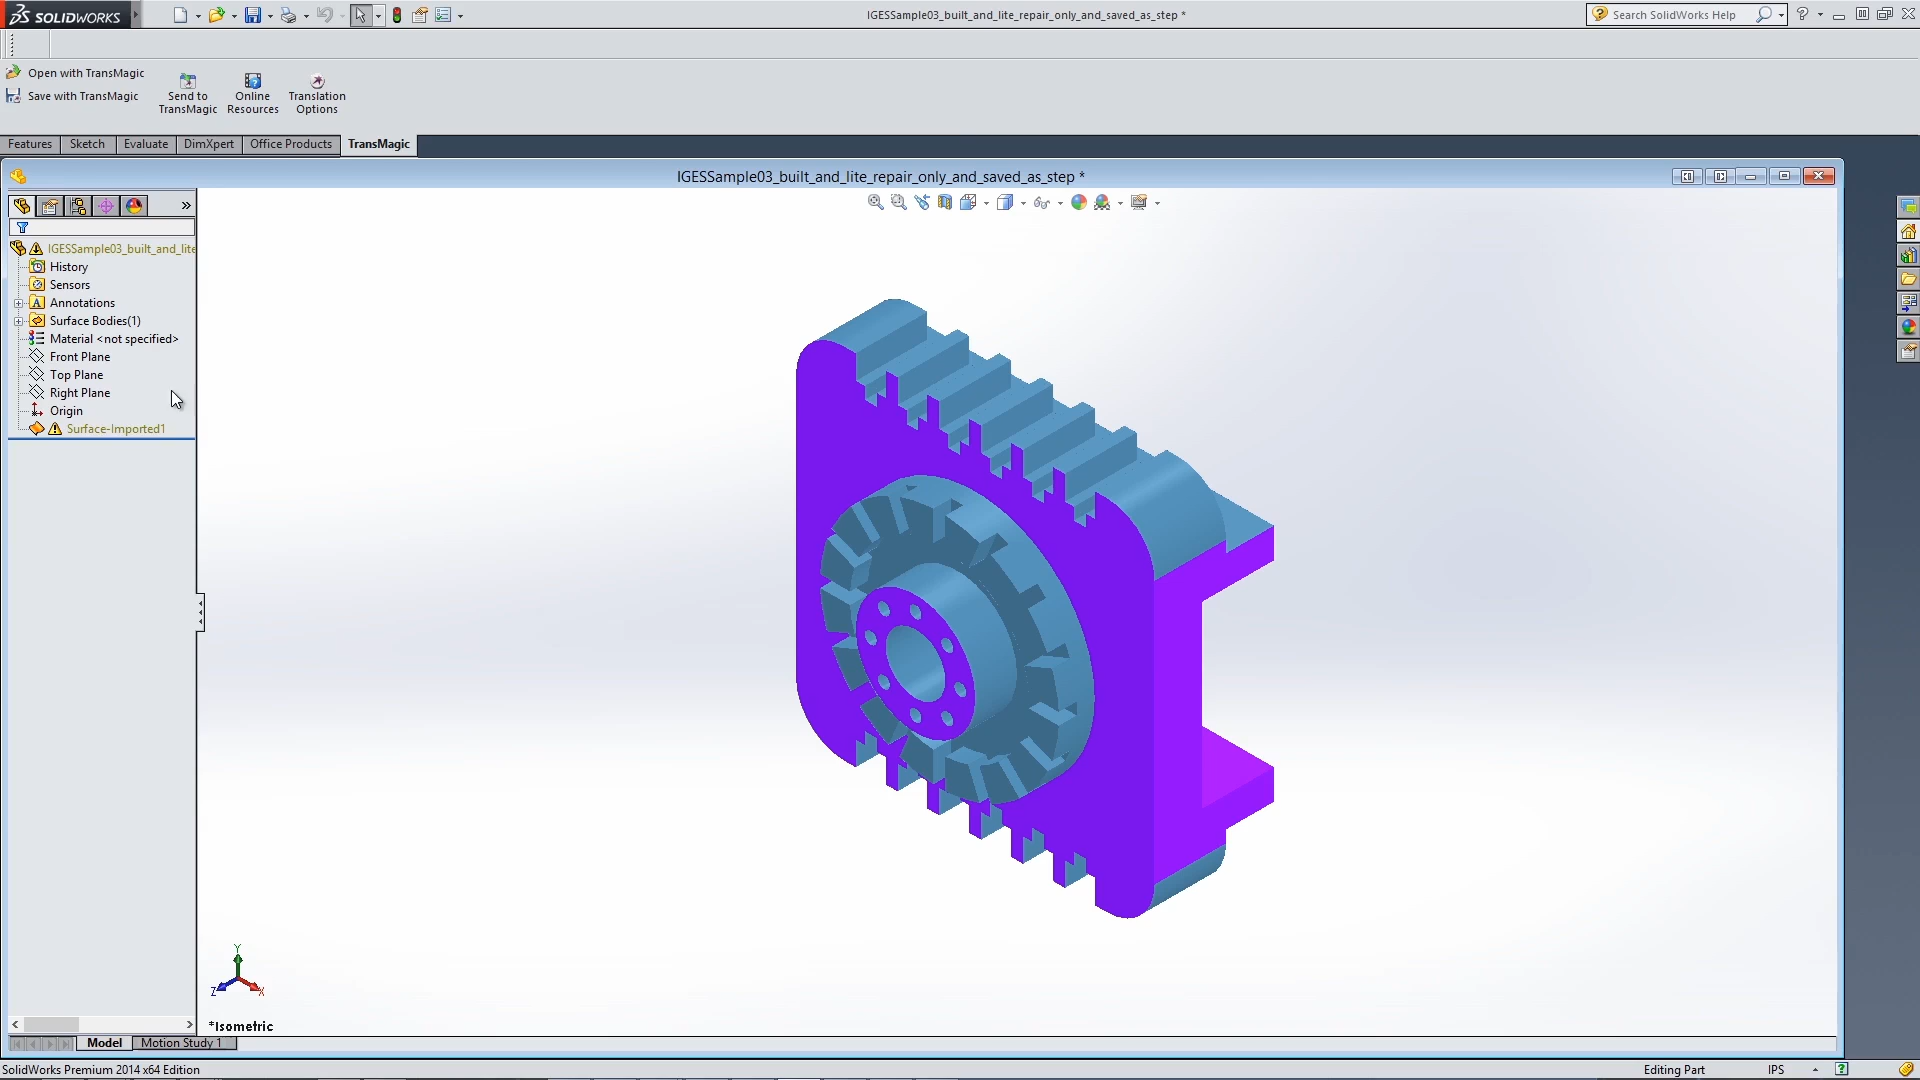 SOLIDWORKS
IGESSample03_built_and_lite_repair_only_and_saved_as_step *
Search SolidWorks Help
Open with TransMagic
Save with TransMagic
Send to
TransMagic
Online
Resources
Translation
Options
Features
Sketch
Evaluate
DimXpert
Office Products
TransMagic
IGESSample03_built_and_lite_repair_only_and_saved_as_step *
IGESSample03_built_and_lite
History
Sensors
A Annotations
Surface Bodies(1)
Material <not specified>
Front Plane
Top Plane
Right Plane
Origin
Surface-Imported1
Y
Z
X
*Isometric
Model
Motion Study 1
SolidWorks Premium 2014 x64 Edition
Editing Part
IPS